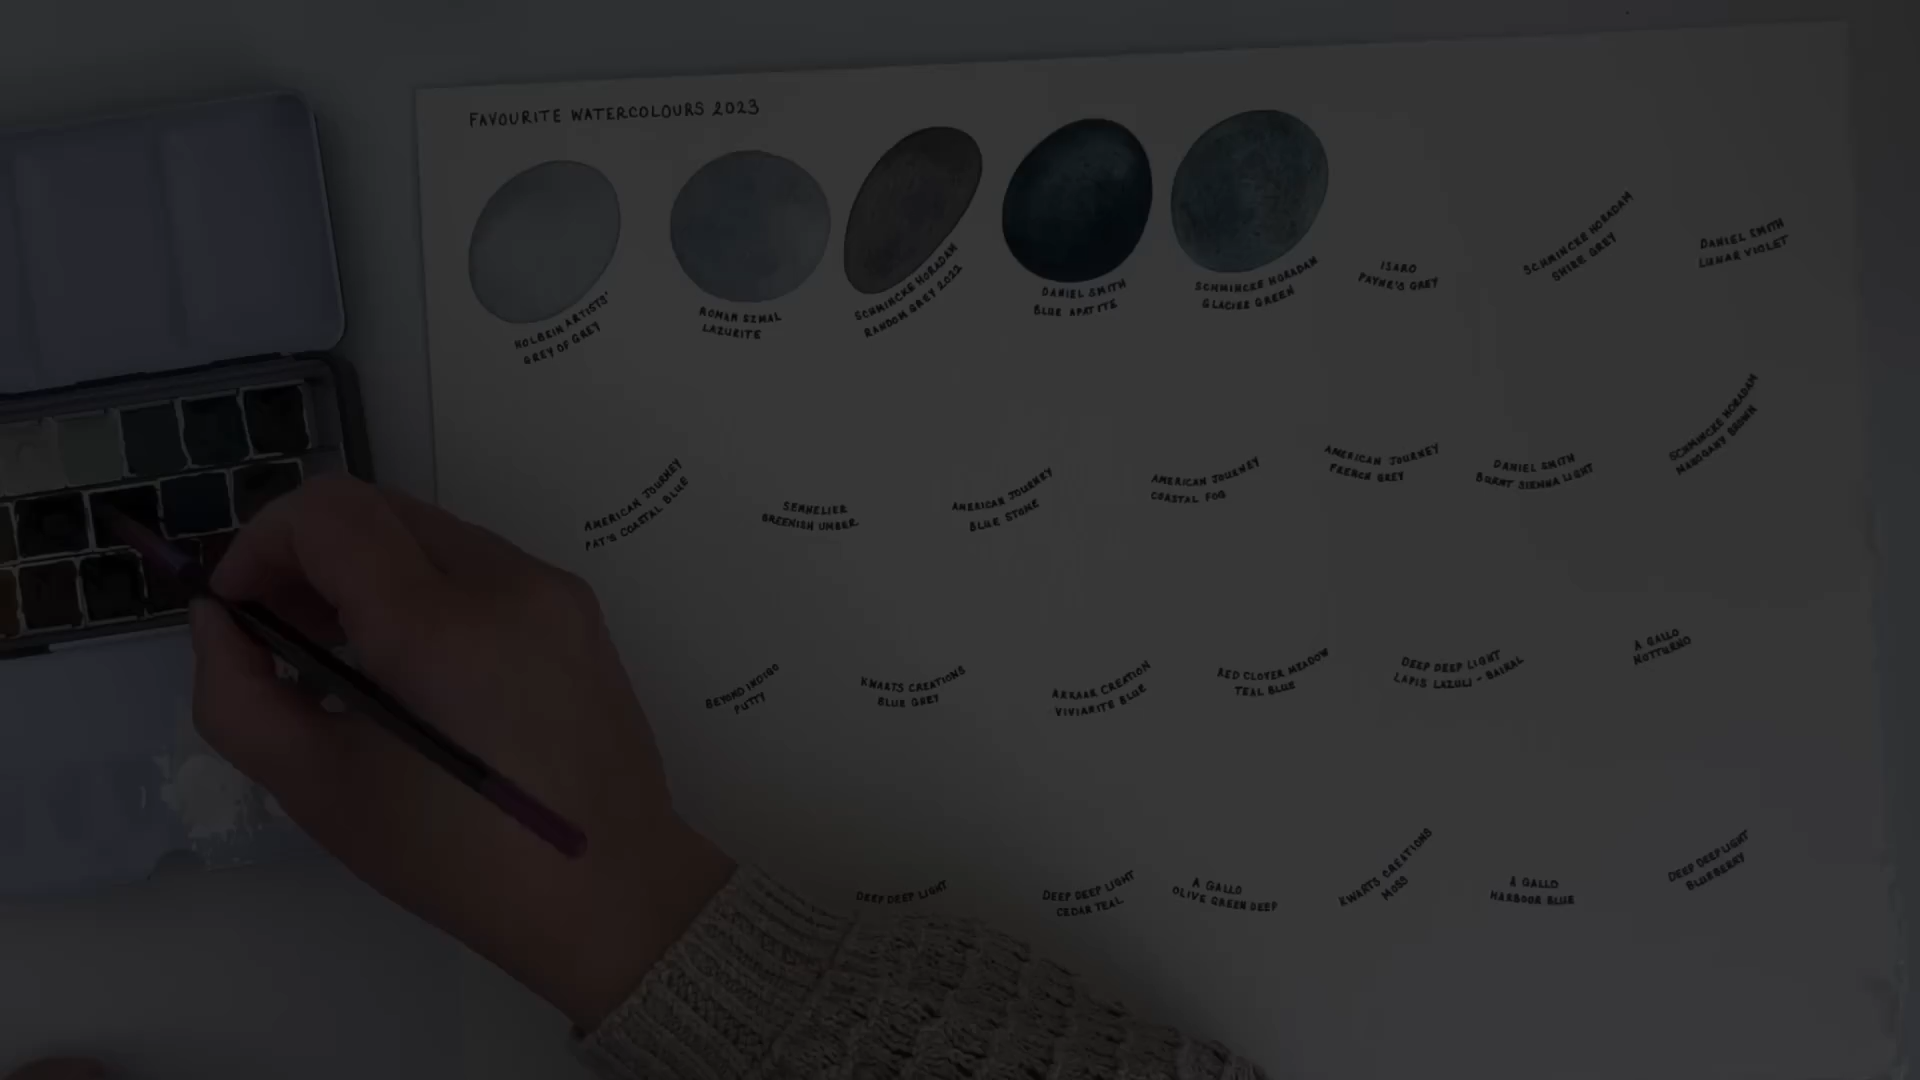 FAVOURITE WATERCOLOURS 2023
HOLBEIN ARTISTS'
GREY OF GREY
ROMAN SZMAL
LAZURITE
SCHMINCKE HORADAM
RANDOM GREY 2022
DANIEL SMITH
BLUE APATITE
SCHMINCKE HORADAM
GLACIER GREEN
ISARO
PAYNE'S GREY
SCHMINCKE HORADAM
SHIRE GREY
DANIEL SMITH
LUNAR VIOLET
AMERICAN JOURNEY
PAT'S COASTAL BLUE
SENNELIER
GREENISH UMBER
AMERICAN JOURNEY
BLUE STONE
AMERICAN JOURNEY
COASTAL FOG
AMERICAN JOURNEY
FRENCH GREY
DANIEL SMITH
BURNT SIENNA LIGHT
SCHMINCKE HORADAM
MAHOGANY BROWN
BEYOND INDIGO
PUTTY
KWARTS CREATIONS
BLUE GREY
ARKAAR CREATION
VIVIANITE BLUE
RED CLOVER MEADOW
TEAL BLUE
DEEP DEEP LIGHT
LAPIS LAZULI - BAIKAL
A GALLO
NOTTURNO
DEEP DEEP LIGHT
DEEP DEEP LIGHT
CEDAR TEAL
A GALLO
OLIVE GREEN DEEP
KWARTS CREATIONS
MOSS
A GALLO
HARBOUR BLUE
DEEP DEEP LIGHT
BLURBERRY